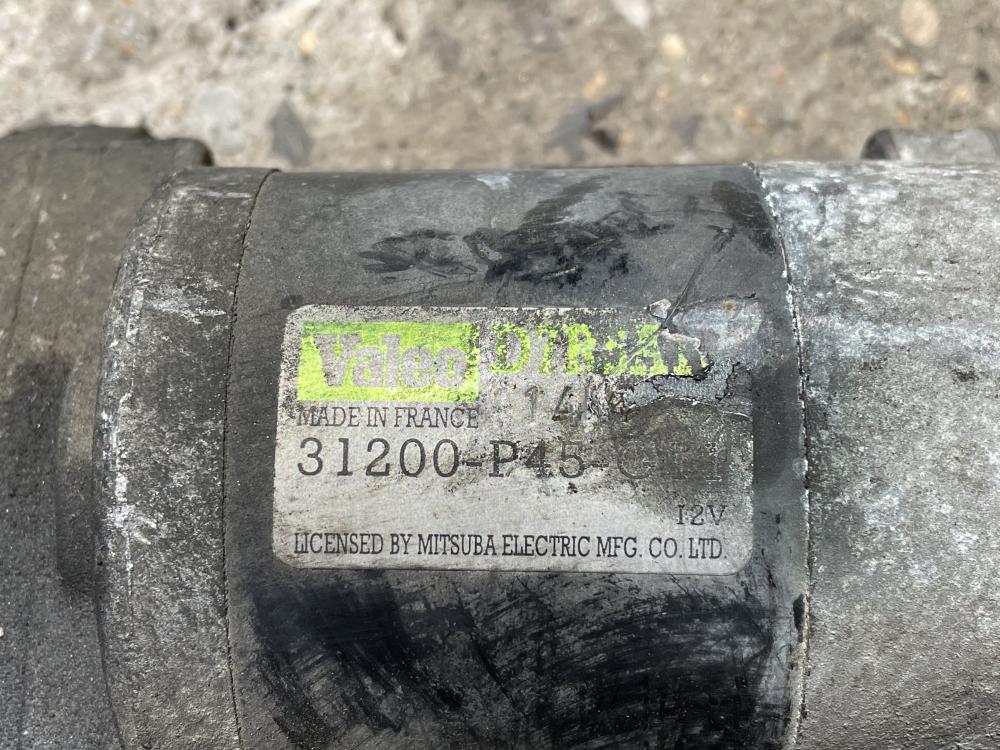 Valeo
MADE IN FRANCE
31200-P45-
12V
LICENSED BY MITSUBA ELECTRIC MFG. CO. LTD.